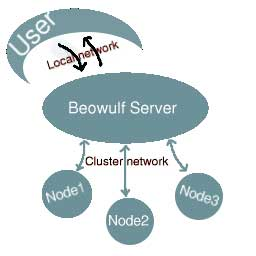 User
Local network
Beowulf Server
Cluster network
Node1
Node2
Node3